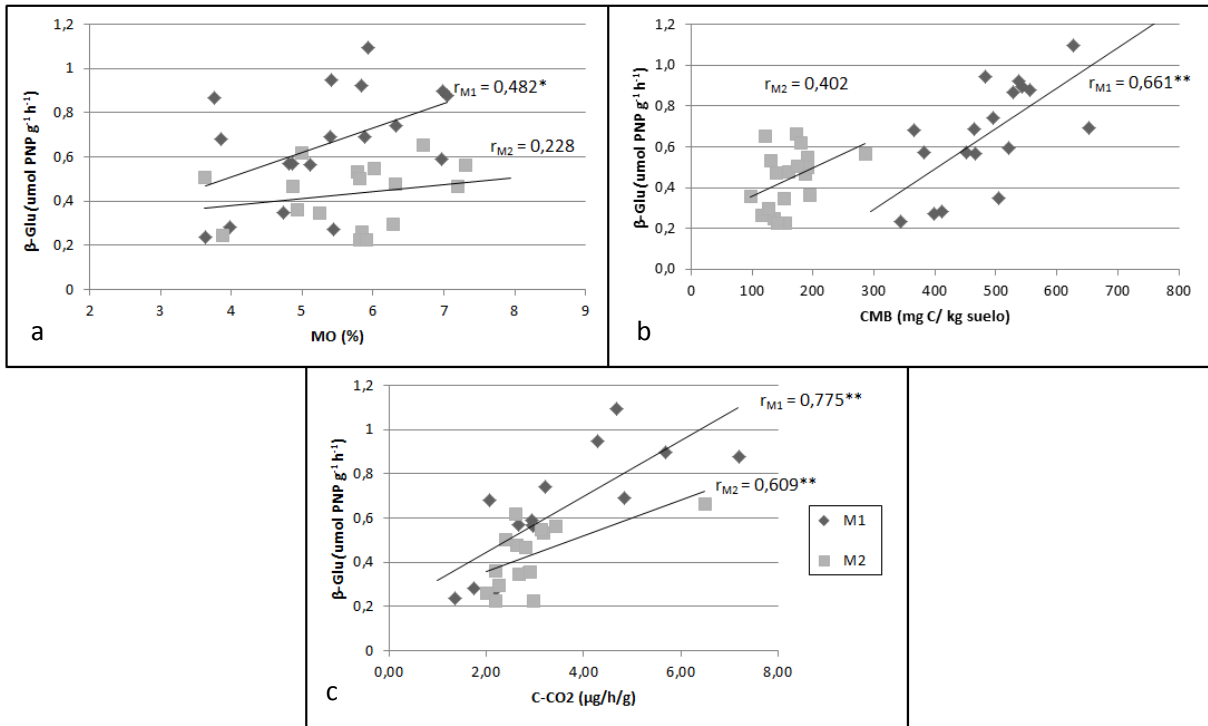 1,2
1
0,8
0,6
0,4
0,2
0
β-Glu (umol PNP g-1 h-1)
rM1 = 0,482*
rM2 = 0,228
2 3 4 5 6 7 8 9
MO (%)
a
1,2
1,0
0,8
0,6
0,4
0,2
0,0
β-Glu (umol PNP g-1 h-1)
rM2 = 0,402
rM1 = 0,661**
0 100 200 300 400 500 600 700 800
CMB (mg C/ kg suelo)
b
1,2
1
0,8
0,6
0,4
0,2
0
β-Glu (umol PNP g-1 h-1)
rM1 = 0,775**
rM2 = 0,609**
M1
M2
0,00 2,00 4,00 6,00 8,00
C-CO2 (µg/h/g)
c